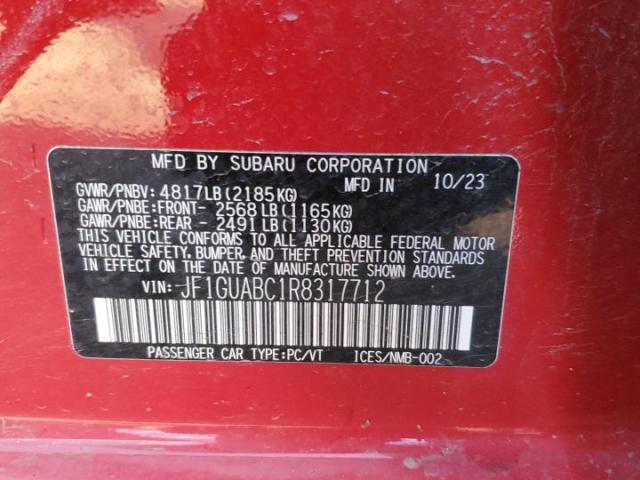 MFD BY SUBARU CORPORATION
MFD IN 10/23
GVWR/PNBV: 4817LB(2185KG)
GAWR/PNBE:FRONT- 2568LB(1165KG)
GAWR/PNBE:REAR - 2491LB(1130KG)
THIS VEHICLE CONFORMS TO ALL APPLICABLE FEDERAL MOTOR
VEHICLE SAFETY, BUMPER, AND THEFT PREVENTION STANDARDS
IN EFFECT ON THE DATE OF MANUFACTURE SHOWN ABOVE.
VIN: JF1GUABC1R8317712
PASSENGER CAR TYPE:PC/VT ICES/NMB-002